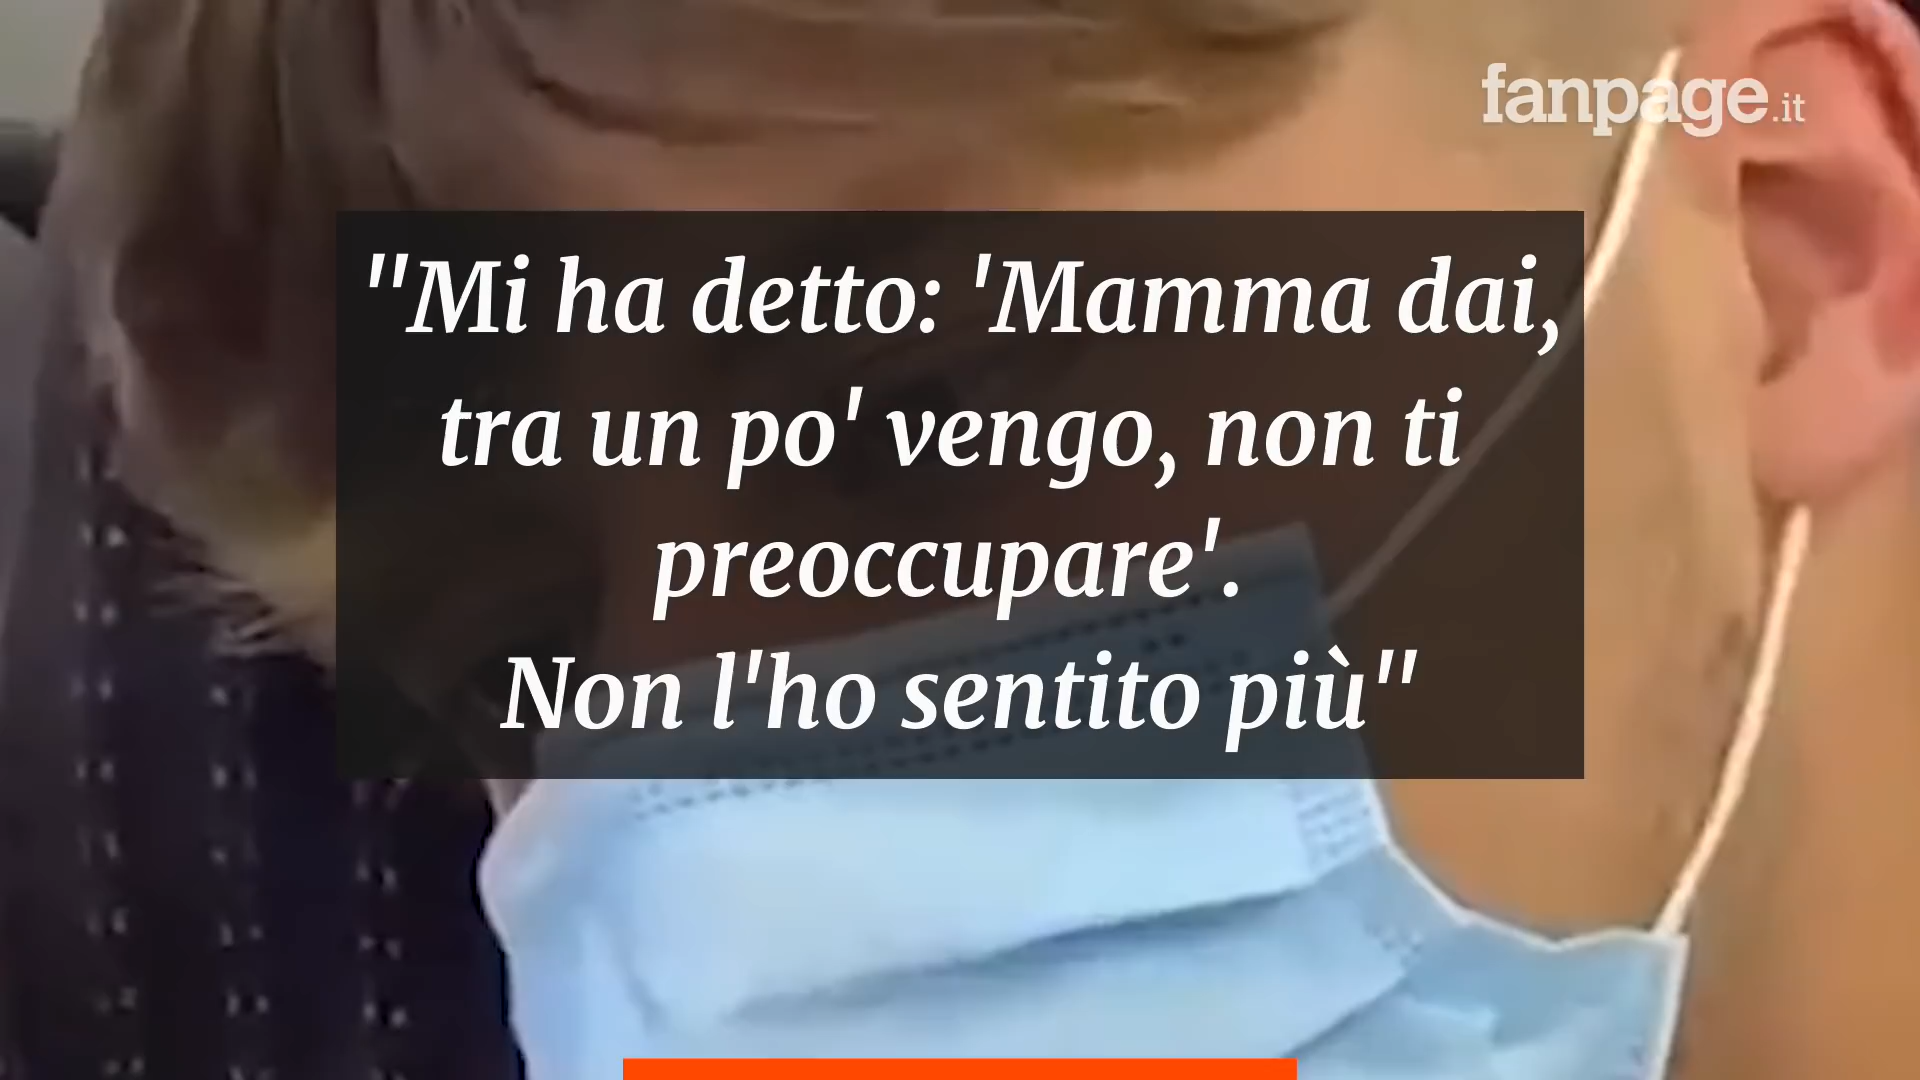 fanpage.it
"Mi ha detto: 'Mamma dai,
tra un po' vengo, non ti
preoccupare'.
Non l'ho sentito più"